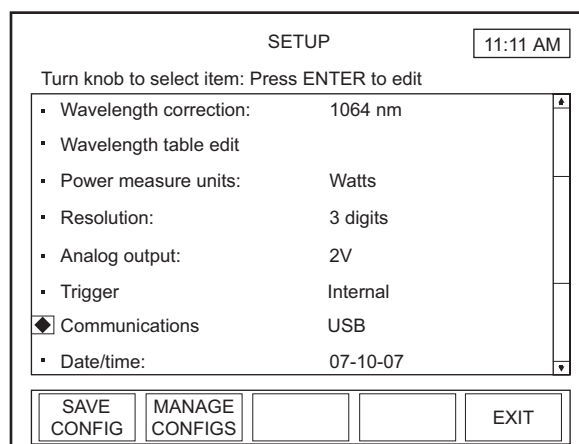 SETUP
11:11 AM
Turn knob to select item: Press ENTER to edit
Wavelength correction: 1064 nm
Wavelength table edit
Power measure units: Watts
Resolution: 3 digits
Analog output: 2V
Trigger Internal
Communications USB
Date/time: 07-10-07
SAVE CONFIG
MANAGE CONFIGS
EXIT